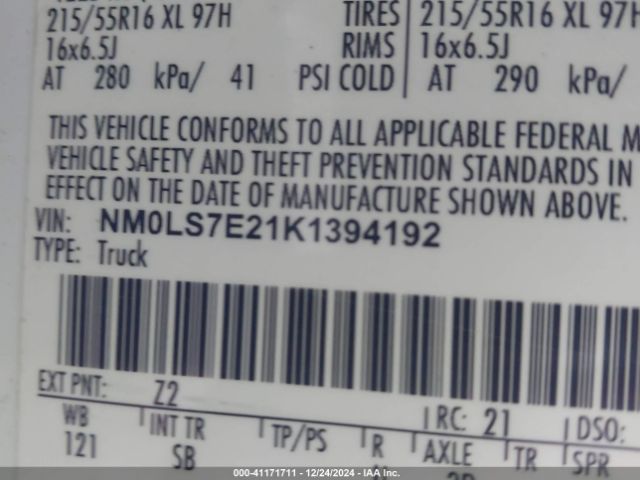 215/55R16 XL 97H TIRES 215/55R16 XL 97H
16x6.5J RIMS 16x6.5J
AT 280 kPa/ 41 PSI COLD AT 290 kPa/
THIS VEHICLE CONFORMS TO ALL APPLICABLE FEDERAL M
VEHICLE SAFETY AND THEFT PREVENTION STANDARDS IN
EFFECT ON THE DATE OF MANUFACTURE SHOWN ABOVE.
VIN: NM0LS7E21K1394192
TYPE: Truck
EXT PNT: Z2 RC: 21 DSO:
WB INT TR TP/PS R AXLE TR SPR
121 SB
000-41171711 - 12/24/2024 - IAA Inc.